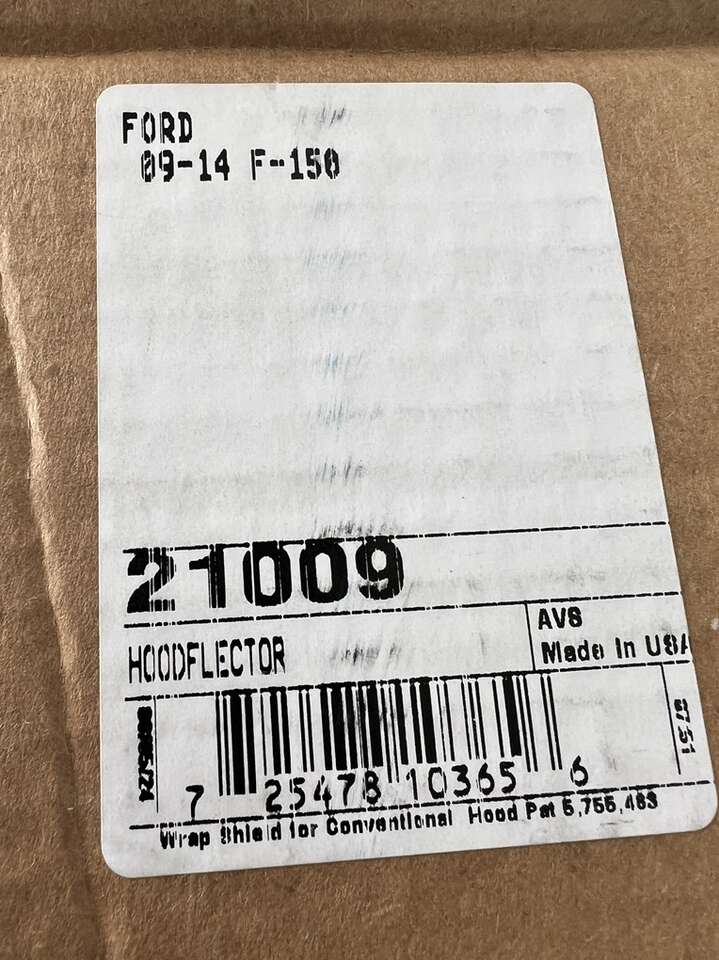 FORD
09-14 F-150
21009
HOODFLECTOR
AVS
Made In USA
7 25478 10365 6
Wrap Shield for Conventional Hood Pat 5,755,483